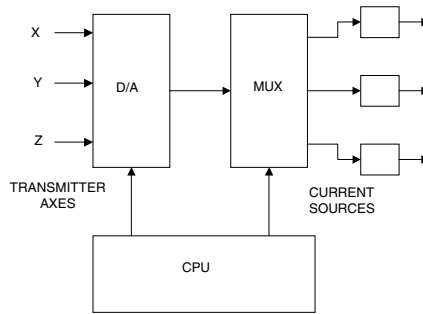 X
Y
Z
D/A
MUX
TRANSMITTER
AXES
CURRENT
SOURCES
CPU